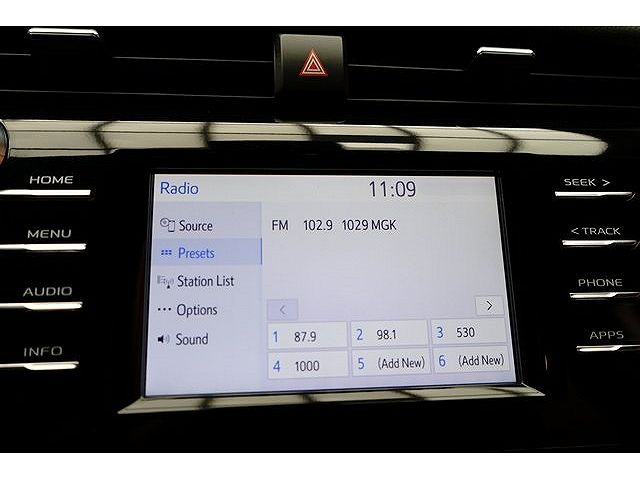 HOME
MENU
AUDIO
INFO
Radio 11:09
Source
Presets
Station List
Options
Sound
FM 102.9 1029 MGK
< >
1 87.9 2 98.1 3 530
4 1000 5 (Add New) 6 (Add New)
SEEK >
< TRACK
PHONE
APPS